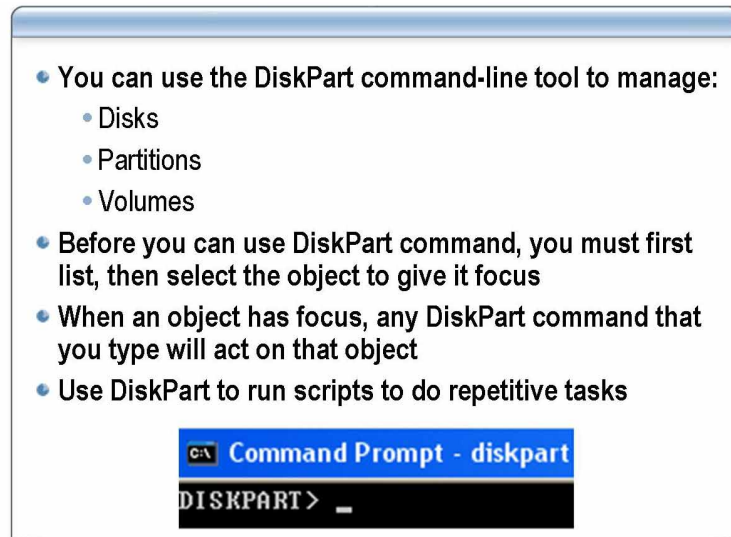 You can use the DiskPart command-line tool to manage:
Disks
Partitions
Volumes
Before you can use DiskPart command, you must first
list, then select the object to give it focus
When an object has focus, any DiskPart command that
you type will act on that object
Use DiskPart to run scripts to do repetitive tasks
C:\ Command Prompt - diskpart
DISKPART> _